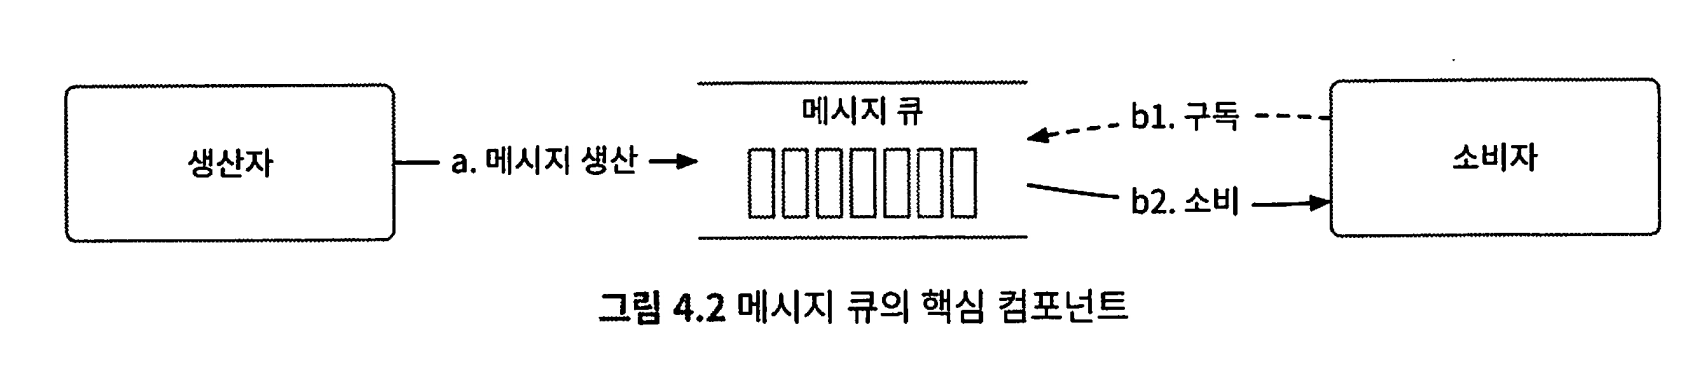 메시지 큐
b1. 구독
생산자
a. 메시지 생산
소비자
b2. 소비
그림 4.2 메시지 큐의 핵심 컴포넌트